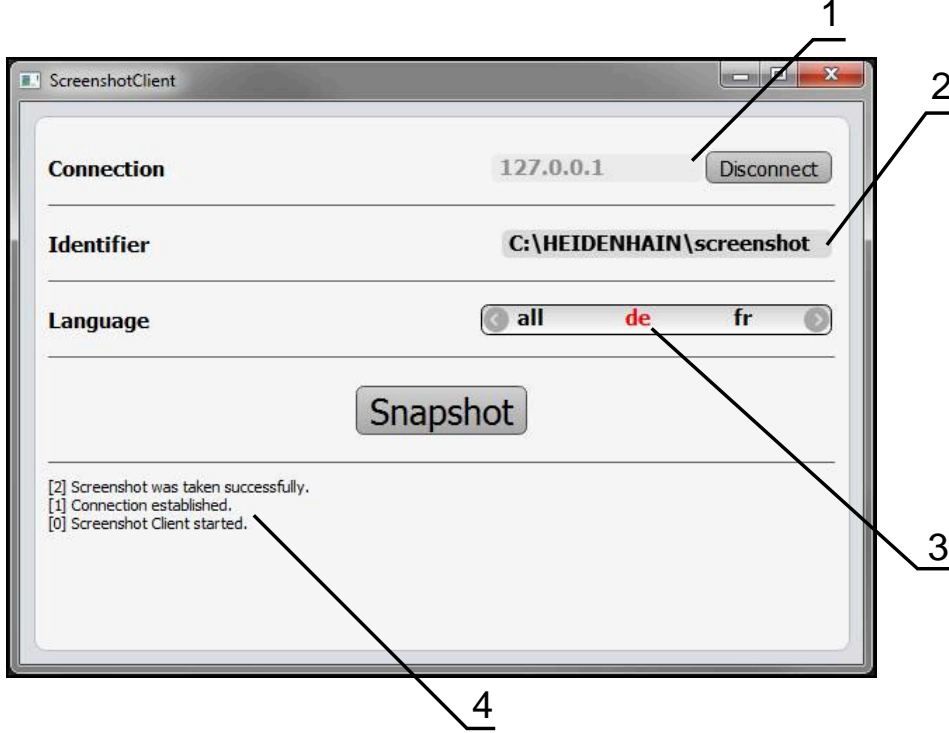 1
ScreenshotClient
2
Connection 127.0.0.1 Disconnect
Identifier C:\HEIDENHAIN\screenshot
Language all de fr
Snapshot
[2] Screenshot was taken successfully.
[1] Connection established.
[0] Screenshot Client started.
3
4